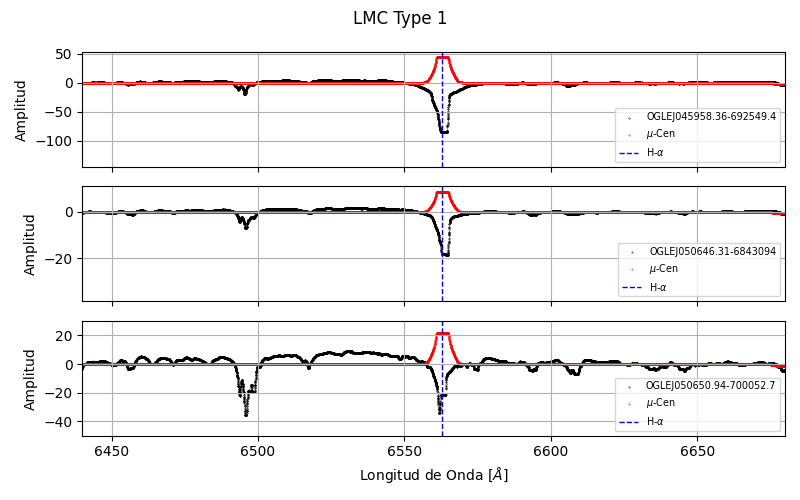 LMC Type 1
50
0
−50
−100
Amplitud
OGLEJ045958.36-692549.4
μ-Cen
H-α
0
−20
Amplitud
OGLEJ050646.31-6843094
μ-Cen
H-α
20
0
−20
−40
Amplitud
OGLEJ050650.94-700052.7
μ-Cen
H-α
6450 6500 6550 6600 6650
Longitud de Onda [Å]